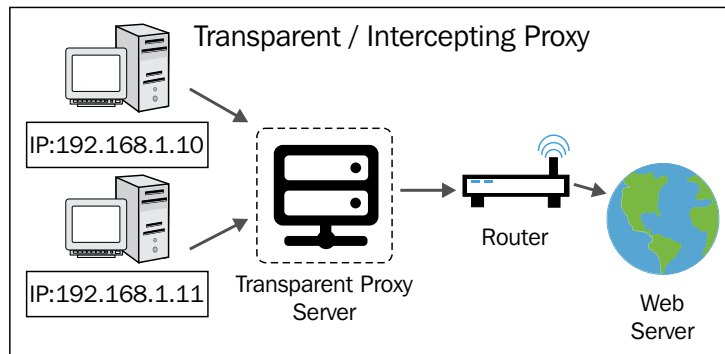 Transparent / Intercepting Proxy
IP:192.168.1.10
IP:192.168.1.11
Transparent Proxy
Server
Router
Web
Server